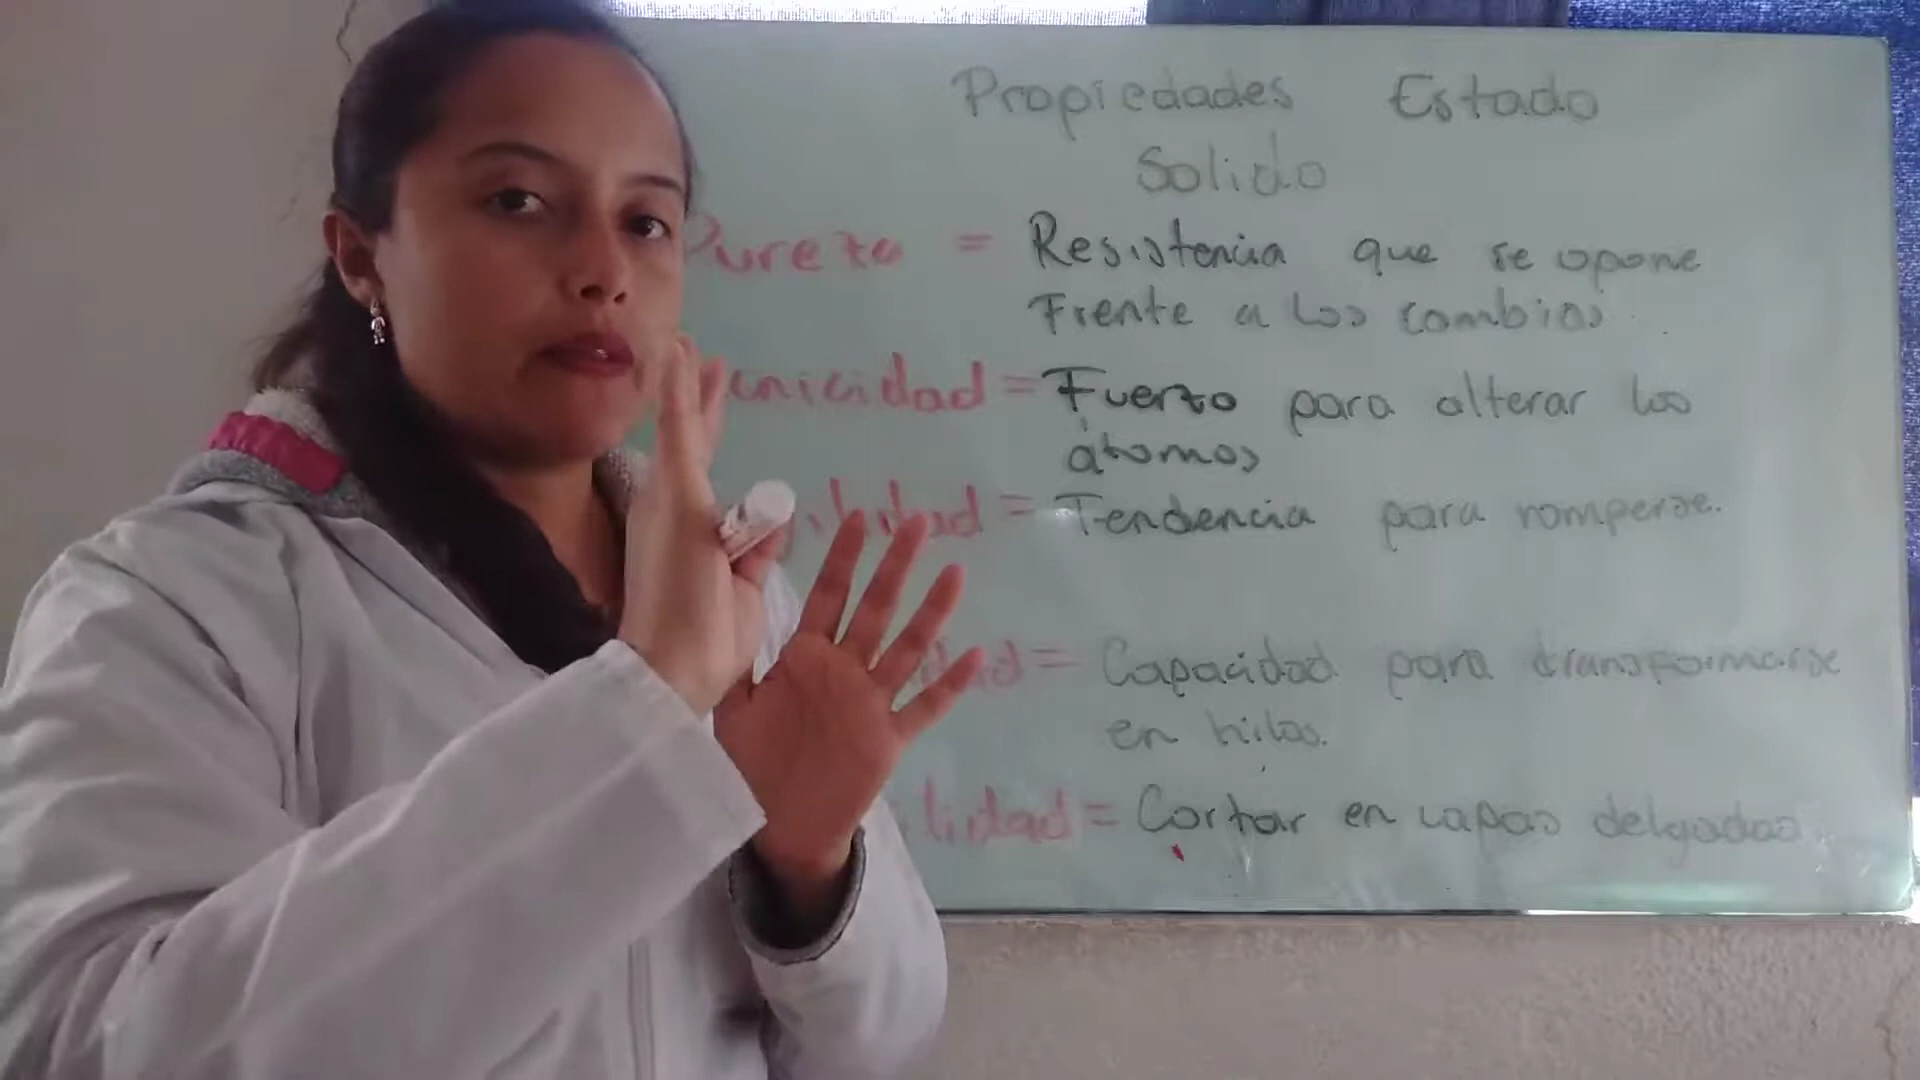 Propiedades Estado
Solido
Pureza = Resistencia que se opone
Frente a los cambios
= Fuerza para alterar los
átomos
= Tendencia para romperse.
= Capacidad para transformarse
en hilos.
= Cortar en capas delgadas.